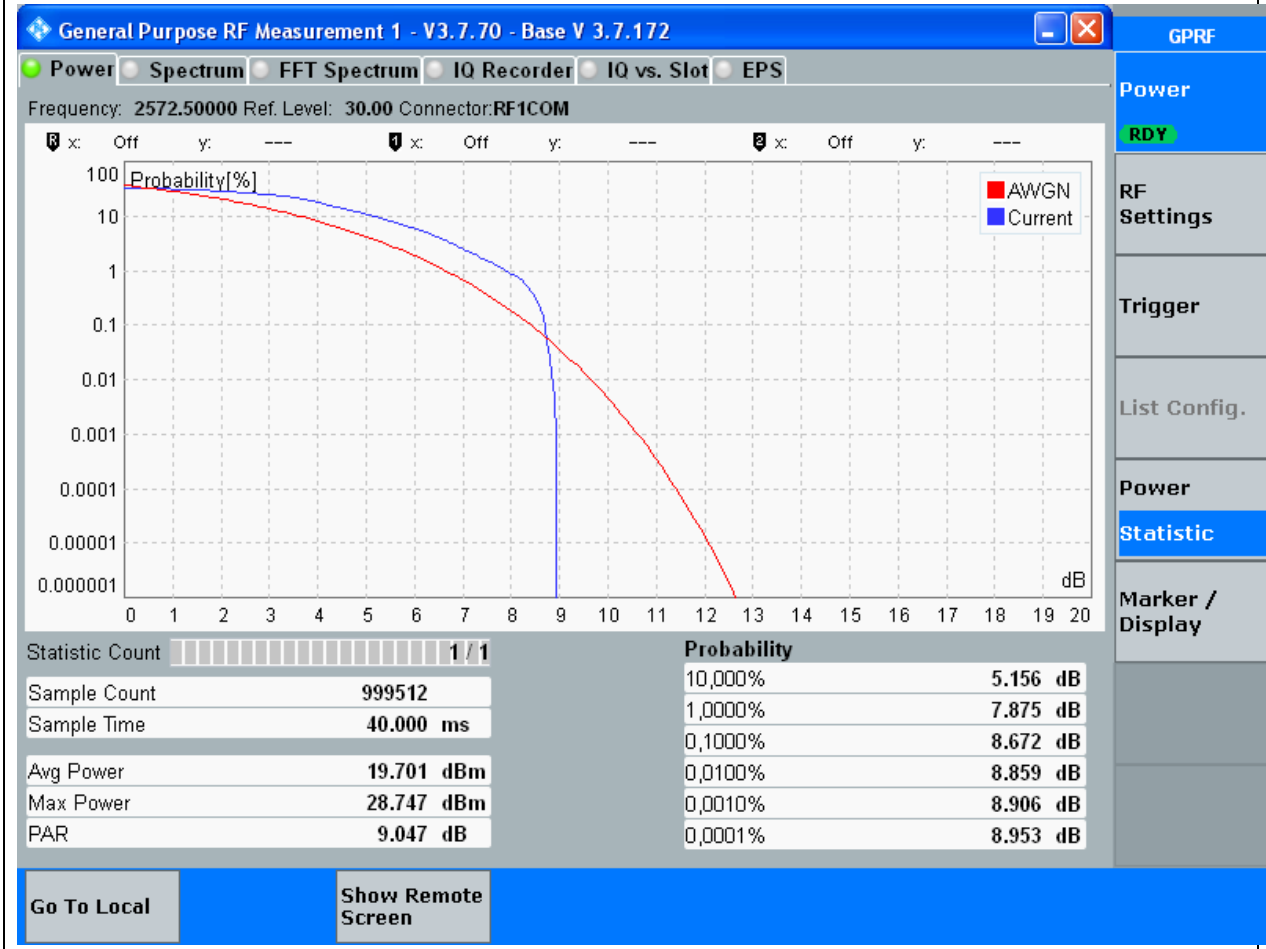 General Purpose RF Measurement 1 - V3.7.70 - Base V 3.7.172
GPRF
Power Spectrum FFT Spectrum IQ Recorder IQ vs. Slot EPS
Frequency: 2572.50000 Ref. Level: 30.00 Connector:RF1COM
R x: Off y: --- 1 x: Off y: --- 2 x: Off y: ---
Probability[%]
100
10
1
0.1
0.01
0.001
0.0001
0.00001
0.000001
AWGN
Current
dB
0 1 2 3 4 5 6 7 8 9 10 11 12 13 14 15 16 17 18 19 20
Statistic Count 1 / 1
Sample Count 999512
Sample Time 40.000 ms
Avg Power 19.701 dBm
Max Power 28.747 dBm
PAR 9.047 dB
Probability
10,000% 5.156 dB
1,0000% 7.875 dB
0,1000% 8.672 dB
0,0100% 8.859 dB
0,0010% 8.906 dB
0,0001% 8.953 dB
Power
RDY
RF
Settings
Trigger
List Config.
Power
Statistic
Marker /
Display
Go To Local
Show Remote
Screen